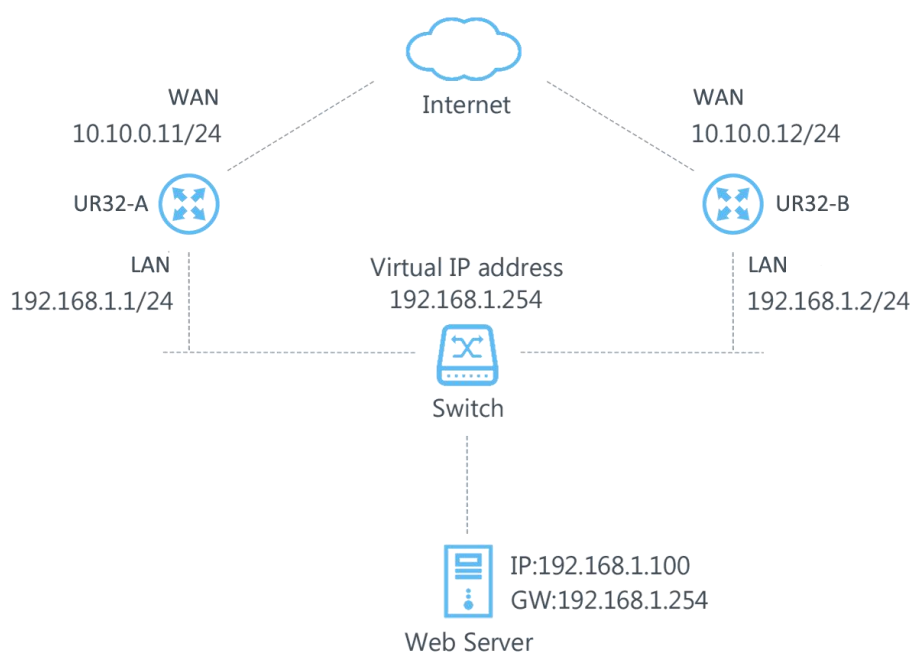 Internet
WAN
10.10.0.11/24
WAN
10.10.0.12/24
UR32-A
UR32-B
LAN
192.168.1.1/24
Virtual IP address
192.168.1.254
LAN
192.168.1.2/24
Switch
IP:192.168.1.100
GW:192.168.1.254
Web Server